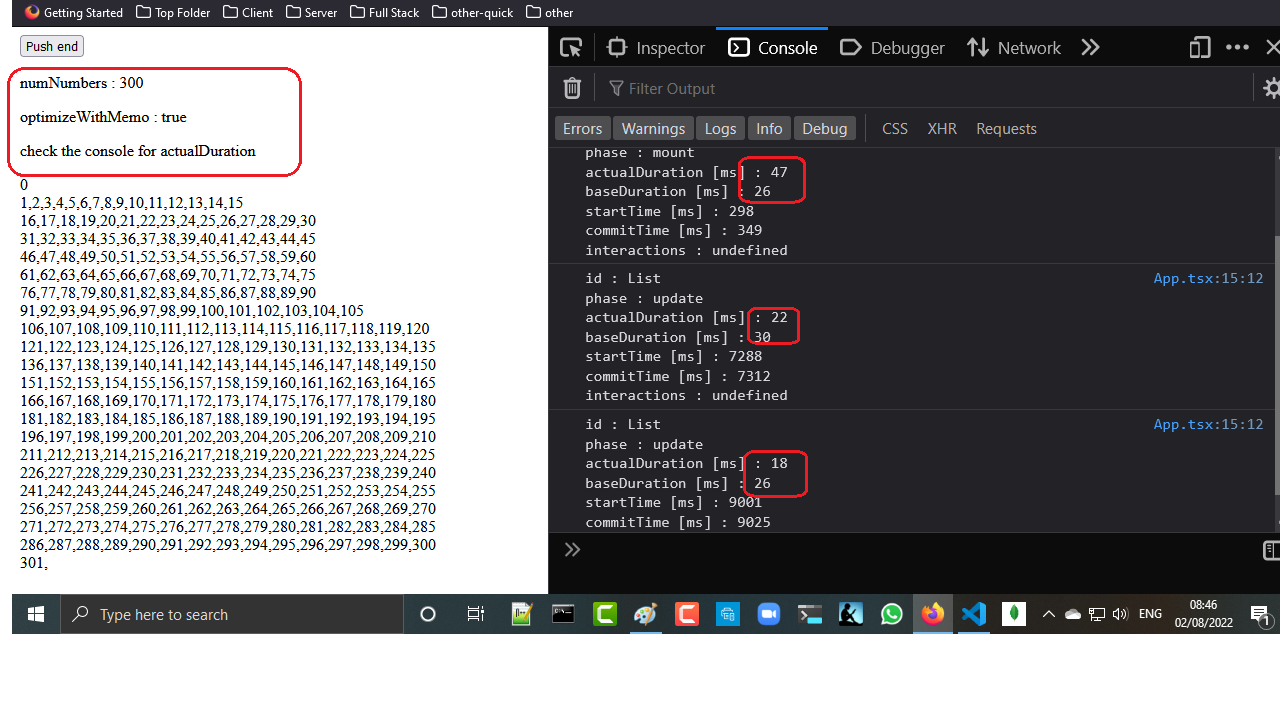 Getting Started Top Folder Client Server Full Stack other-quick other
Push end
numNumbers : 300
optimizeWithMemo : true
check the console for actualDuration
0
1,2,3,4,5,6,7,8,9,10,11,12,13,14,15
16,17,18,19,20,21,22,23,24,25,26,27,28,29,30
31,32,33,34,35,36,37,38,39,40,41,42,43,44,45
46,47,48,49,50,51,52,53,54,55,56,57,58,59,60
61,62,63,64,65,66,67,68,69,70,71,72,73,74,75
76,77,78,79,80,81,82,83,84,85,86,87,88,89,90
91,92,93,94,95,96,97,98,99,100,101,102,103,104,105
106,107,108,109,110,111,112,113,114,115,116,117,118,119,120
121,122,123,124,125,126,127,128,129,130,131,132,133,134,135
136,137,138,139,140,141,142,143,144,145,146,147,148,149,150
151,152,153,154,155,156,157,158,159,160,161,162,163,164,165
166,167,168,169,170,171,172,173,174,175,176,177,178,179,180
181,182,183,184,185,186,187,188,189,190,191,192,193,194,195
196,197,198,199,200,201,202,203,204,205,206,207,208,209,210
211,212,213,214,215,216,217,218,219,220,221,222,223,224,225
226,227,228,229,230,231,232,233,234,235,236,237,238,239,240
241,242,243,244,245,246,247,248,249,250,251,252,253,254,255
256,257,258,259,260,261,262,263,264,265,266,267,268,269,270
271,272,273,274,275,276,277,278,279,280,281,282,283,284,285
286,287,288,289,290,291,292,293,294,295,296,297,298,299,300
301,
Inspector Console Debugger Network
Filter Output
Errors Warnings Logs Info Debug CSS XHR Requests
phase : mount
actualDuration [ms] : 47
baseDuration [ms] : 26
startTime [ms] : 298
commitTime [ms] : 349
interactions : undefined
id : List App.tsx:15:12
phase : update
actualDuration [ms] : 22
baseDuration [ms] : 30
startTime [ms] : 7288
commitTime [ms] : 7312
interactions : undefined
id : List App.tsx:15:12
phase : update
actualDuration [ms] : 18
baseDuration [ms] : 26
startTime [ms] : 9001
commitTime [ms] : 9025
Type here to search
ENG
08:46
02/08/2022
1